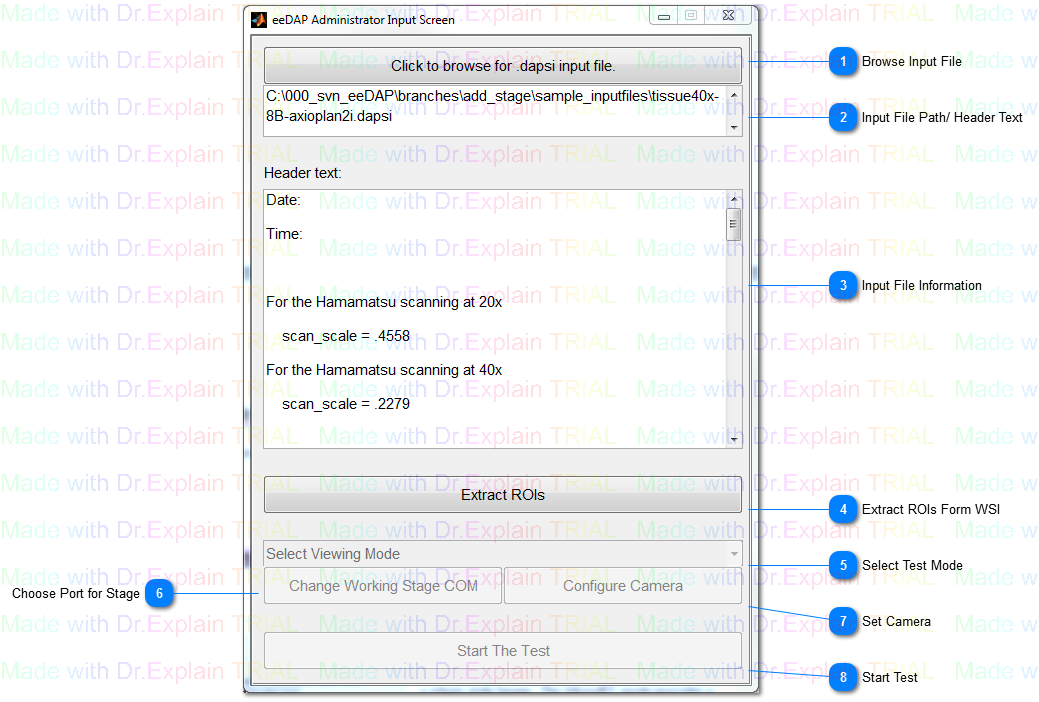 eeDAP Administrator Input Screen
Click to browse for .dapsi input file.
C:\000_svn_eeDAP\branches\add_stage\sample_inputfiles\tissue40x-
8B-axioplan2i.dapsi
Header text:
Date:
Time:
For the Hamamatsu scanning at 20x
scan_scale = .4558
For the Hamamatsu scanning at 40x
scan_scale = .2279
Extract ROIs
Select Viewing Mode
Change Working Stage COM
Configure Camera
Start The Test
1 Browse Input File
2 Input File Path/ Header Text
3 Input File Information
4 Extract ROIs Form WSI
5 Select Test Mode
Choose Port for Stage 6
7 Set Camera
8 Start Test
Made with Dr.Explain TRIAL